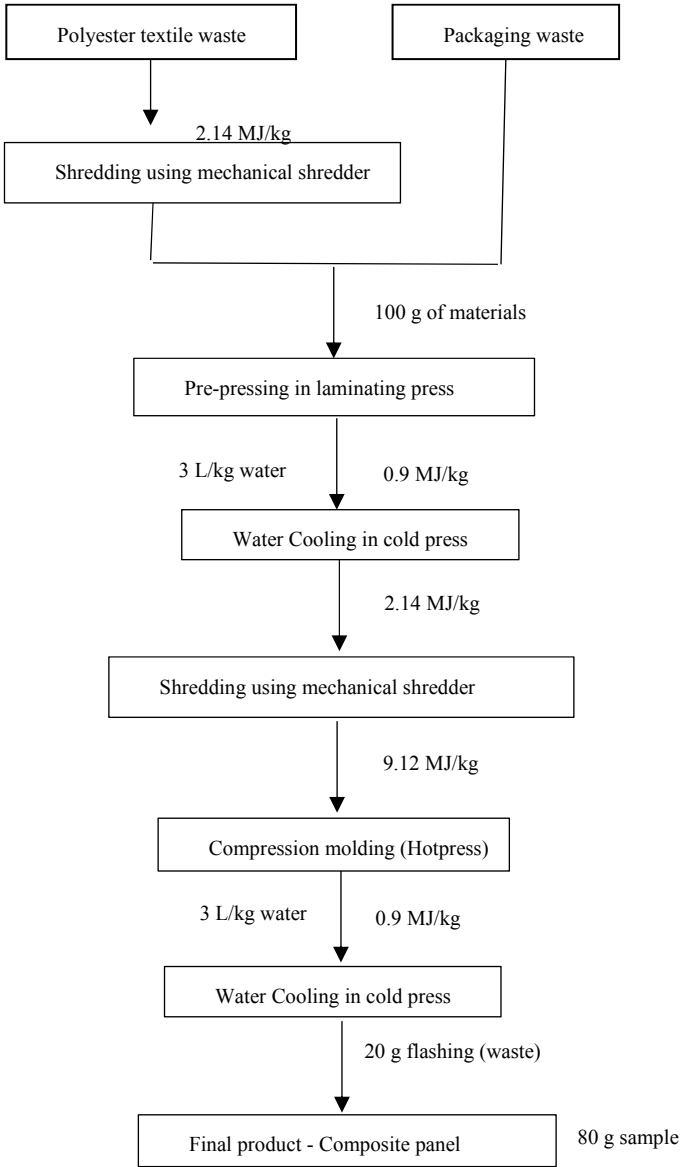 Polyester textile waste
Packaging waste
2.14 MJ/kg
Shredding using mechanical shredder
100 g of materials
Pre-pressing in laminating press
3 L/kg water
0.9 MJ/kg
Water Cooling in cold press
2.14 MJ/kg
Shredding using mechanical shredder
9.12 MJ/kg
Compression molding (Hotpress)
3 L/kg water
0.9 MJ/kg
Water Cooling in cold press
20 g flashing (waste)
Final product - Composite panel
80 g sample